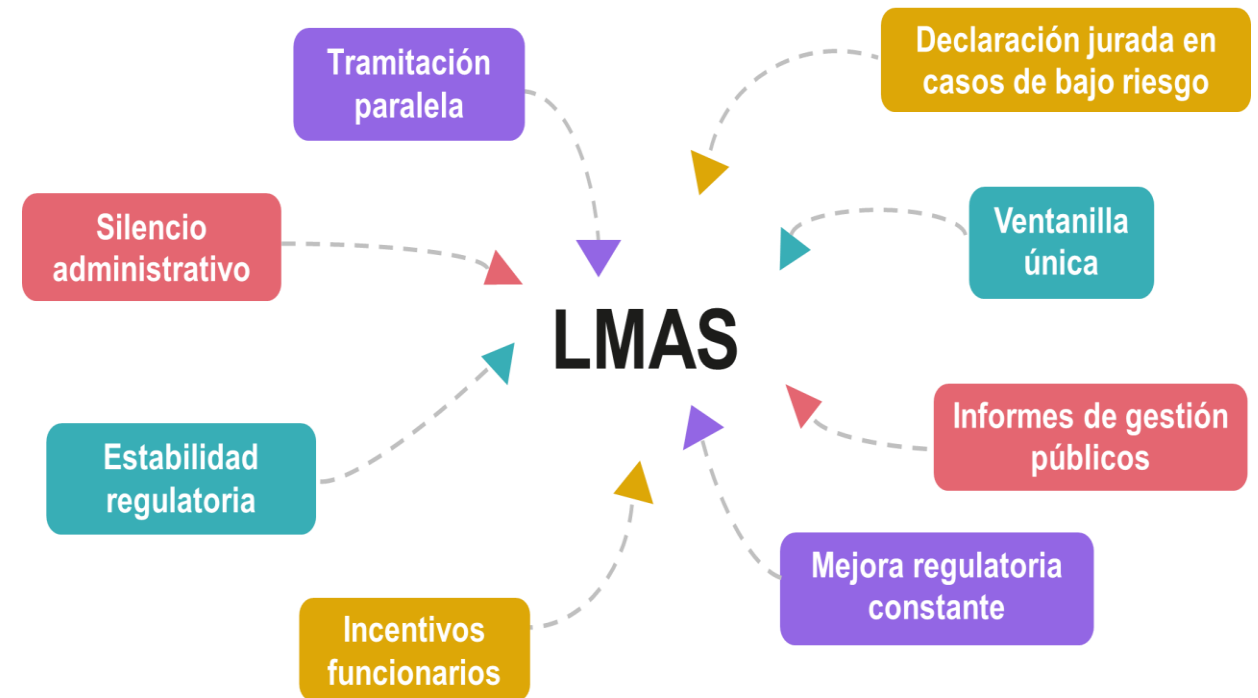 Tramitación
paralela
Declaración jurada en
casos de bajo riesgo
Silencio
administrativo
Ventanilla
única
LMAS
Estabilidad
regulatoria
Informes de gestión
públicos
Mejora regulatoria
constante
Incentivos
funcionarios